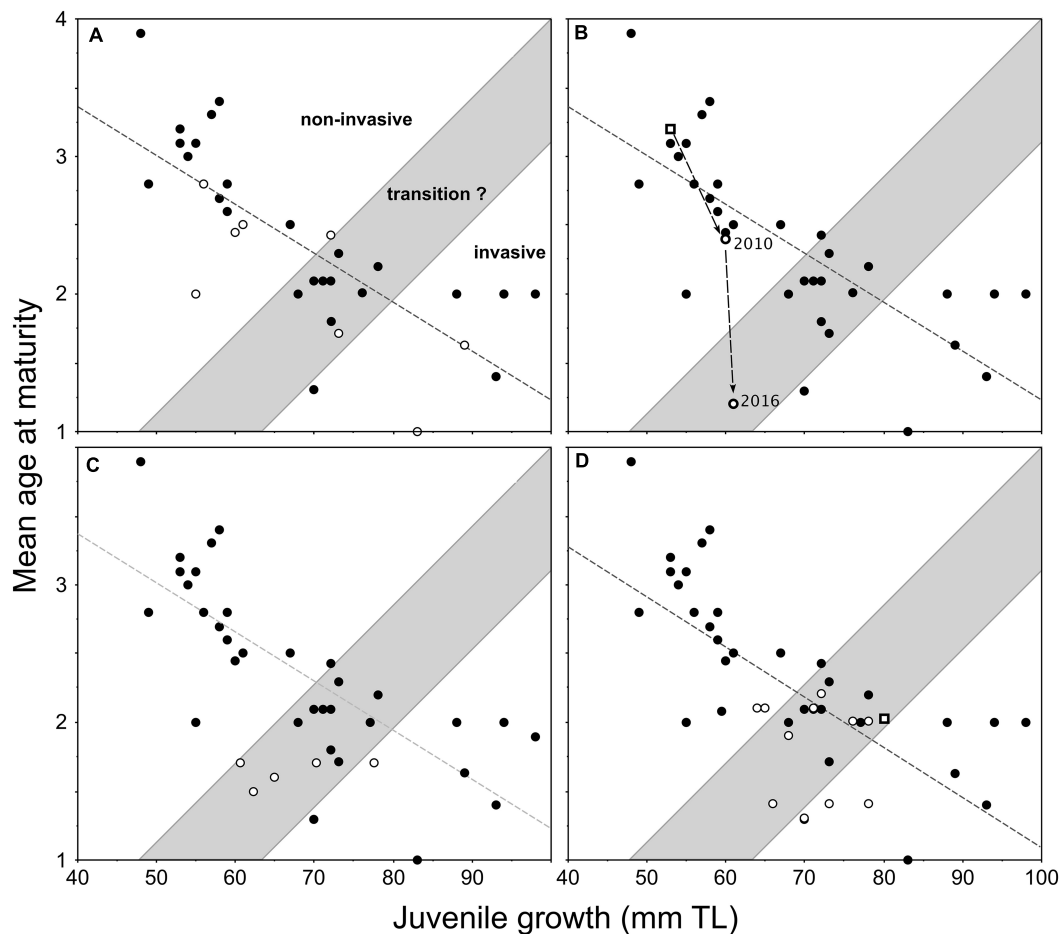 Mean age at maturity
A
4
3
2
1
non-invasive
transition ?
invasive
B
2010
2016
C
3
2
1
40 50 60 70 80 90
D
40 50 60 70 80 90 100
Juvenile growth (mm TL)